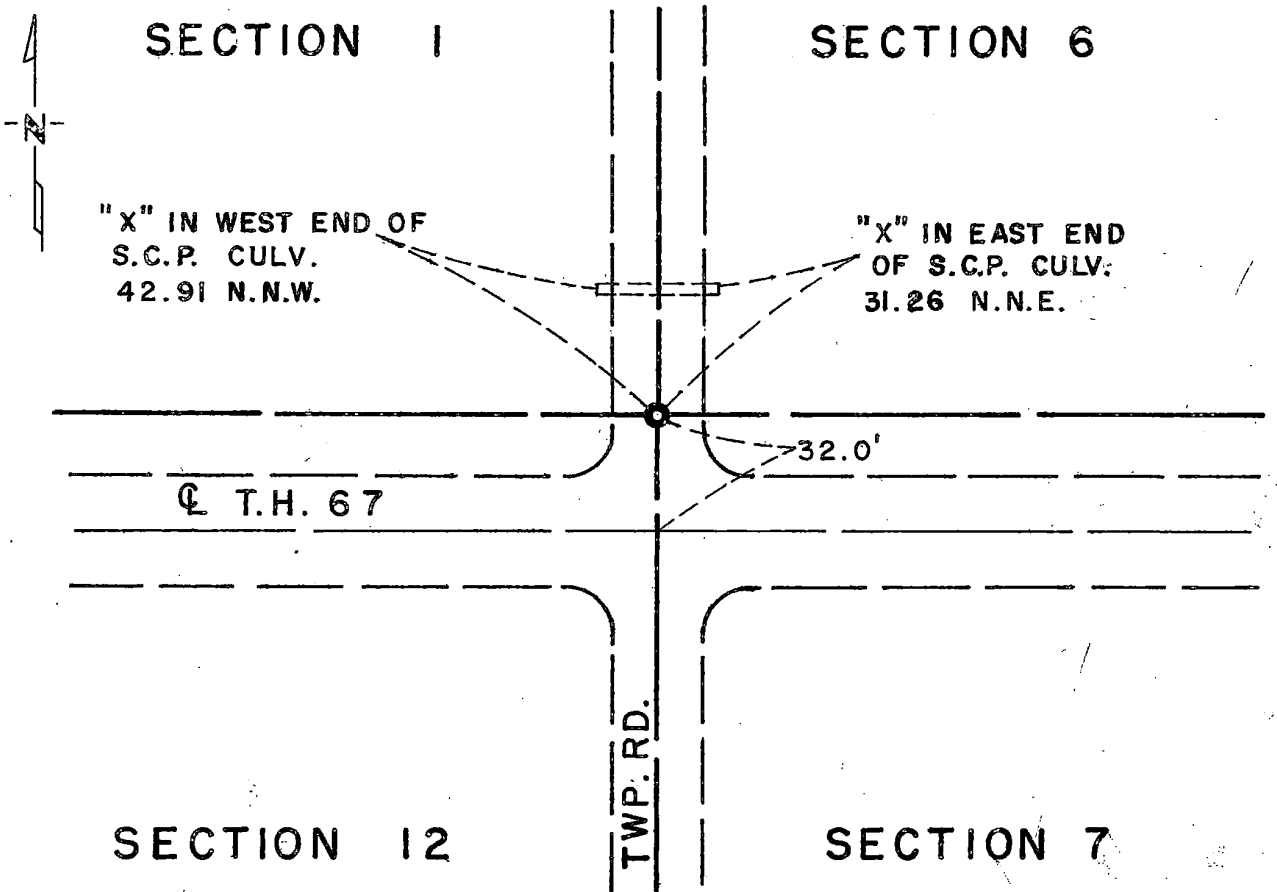 SECTION 1
SECTION 6
N
"X" IN WEST END OF
S.C.P. CULV.
42.91 N.N.W.
"X" IN EAST END
OF S.C.P. CULV.
31.26 N.N.E.
32.0'
℄ T.H. 67
TWP. RD.
SECTION 12
SECTION 7